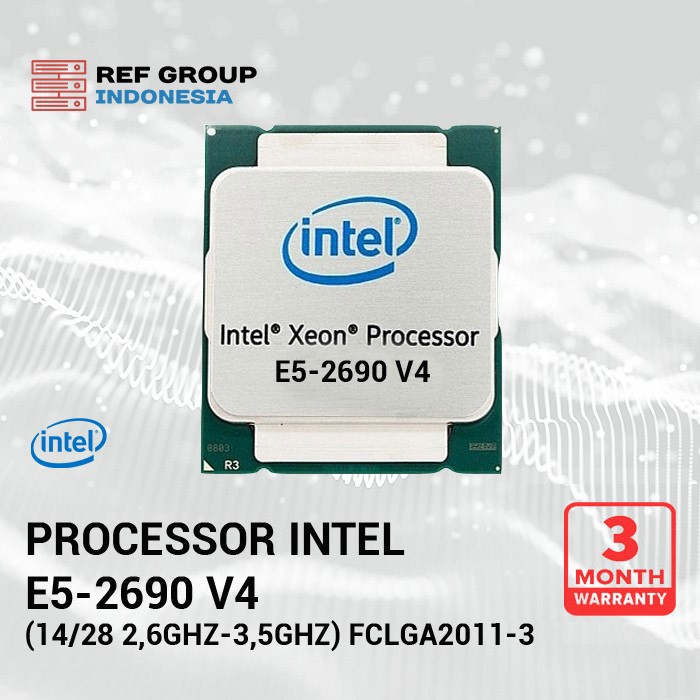 REF GROUP
INDONESIA
intel®
Intel® Xeon® Processor
E5-2690 V4
0803
R3
intel
PROCESSOR INTEL
E5-2690 V4
(14/28 2,6GHZ-3,5GHZ) FCLGA2011-3
3
MONTH
WARRANTY